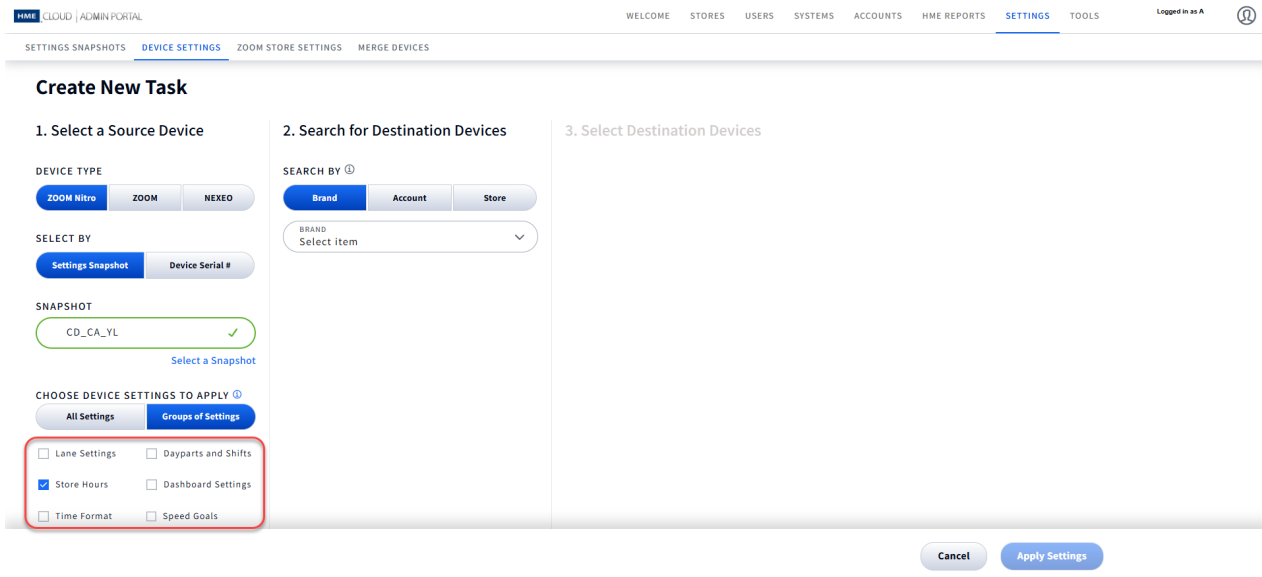 HME CLOUD | ADMIN PORTAL
WELCOME STORES USERS SYSTEMS ACCOUNTS HME REPORTS SETTINGS TOOLS Logged in as A
SETTINGS SNAPSHOTS DEVICE SETTINGS ZOOM STORE SETTINGS MERGE DEVICES
Create New Task
1. Select a Source Device
DEVICE TYPE
ZOOM Nitro ZOOM NEXEO
SELECT BY
Settings Snapshot Device Serial #
SNAPSHOT
CD_CA_YL
Select a Snapshot
CHOOSE DEVICE SETTINGS TO APPLY
All Settings Groups of Settings
Lane Settings Dayparts and Shifts
Store Hours Dashboard Settings
Time Format Speed Goals
2. Search for Destination Devices
SEARCH BY
Brand Account Store
BRAND
Select item
3. Select Destination Devices
Cancel Apply Settings